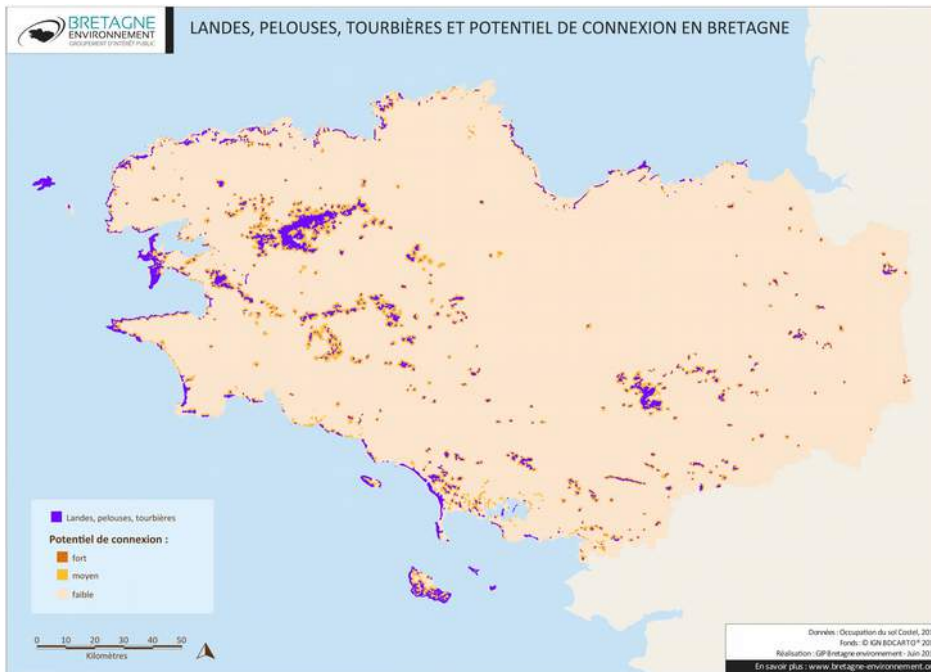 BRETAGNE
ENVIRONNEMENT
GROUPEMENT D'INTÉRÊT PUBLIC
LANDES, PELOUSES, TOURBIÈRES ET POTENTIEL DE CONNEXION EN BRETAGNE
Landes, pelouses, tourbières
Potentiel de connexion :
fort
moyen
faible
0 10 20 30 40 50
Kilomètres
Données : Occupation du sol Costel,
Fonds : © IGN BDCARTO®
Réalisation : GIP Bretagne environnement - Juin
En savoir plus : www.bretagne-environnement.o